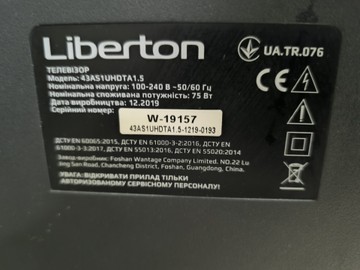 Liberton
UA.TR.076
ТЕЛЕВІЗОР
Модель: 43AS1UHDTA1.5
Номінальна напруга: 100-240 В ~50/60 Гц
Номінальна споживана потужність: 75 Вт
Дата виробництва: 12.2019
Серійний номер:
W-19157
43AS1UHDTA1.5-1219-0193
ДСТУ EN 60065:2015, ДСТУ EN 61000-3-2:2016, ДСТУ EN
61000-3-3:2017, ДСТУ EN 55013:2016, ДСТУ EN 55020:2014
Завод виробник: Foshan Wantage Company Limited. NO.22 Lu
Jing San Road, Chancheng District, Foshan, Guangdong, China.
УВАГА! ВІДКРИВАТИ ПРИЛАД ТІЛЬКИ
АВТОРИЗОВАНОМУ СЕРВІСНОМУ ПЕРСОНАЛУ!